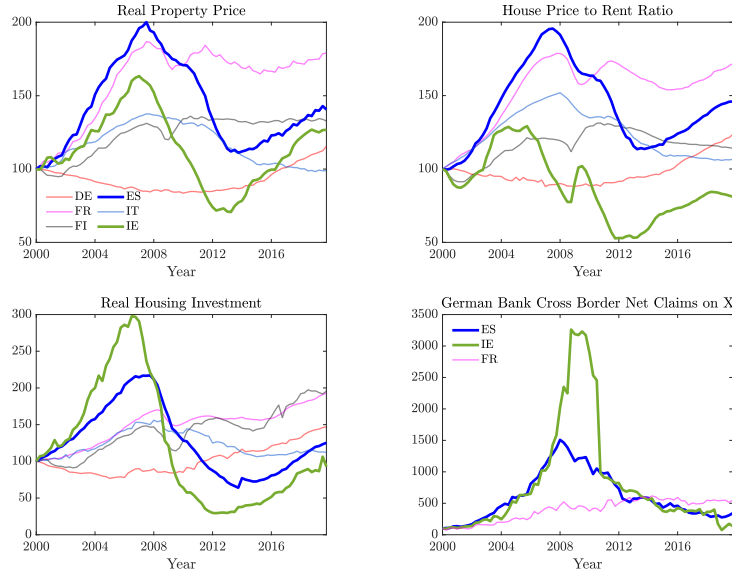 Real Property Price
200
150
100
50
DE
ES
FR
IT
FI
IE
2000
2004
2008
2012
2016
Year
House Price to Rent Ratio
200
150
100
50
2000
2004
2008
2012
2016
Year
Real Housing Investment
300
250
200
150
100
50
0
2000
2004
2008
2012
2016
Year
German Bank Cross Border Net Claims on X
3500
3000
2500
2000
1500
1000
500
0
ES
IE
FR
2000
2004
2008
2012
2016
Year